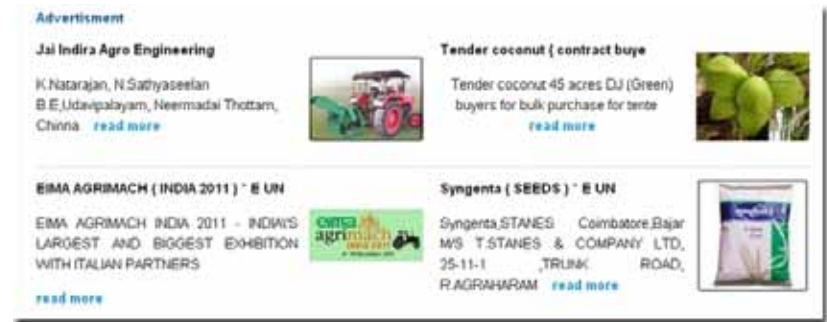 Advertisment
Jai Indira Agro Engineering
K.Natarajan, N.Sathyaseelan
B.E,Udavipalayam, Neermadai Thottam,
Chinna read more
Tender coconut ( contract buye
Tender coconut 45 acres DJ (Green)
buyers for bulk purchase for tente
read more
EIMA AGRIMACH ( INDIA 2011 ) " E UN
EIMA AGRIMACH INDIA 2011 - INDIA'S
LARGEST AND BIGGEST EXHIBITION
WITH ITALIAN PARTNERS
read more
eima
agrimach
INDIA 2011
Syngenta ( SEEDS ) " E UN
Syngenta,STANES Coimbatore,Bajar
M/S T.STANES & COMPANY LTD,
25-11-1 ,TRUNK ROAD,
R.AGRAHARAM read more